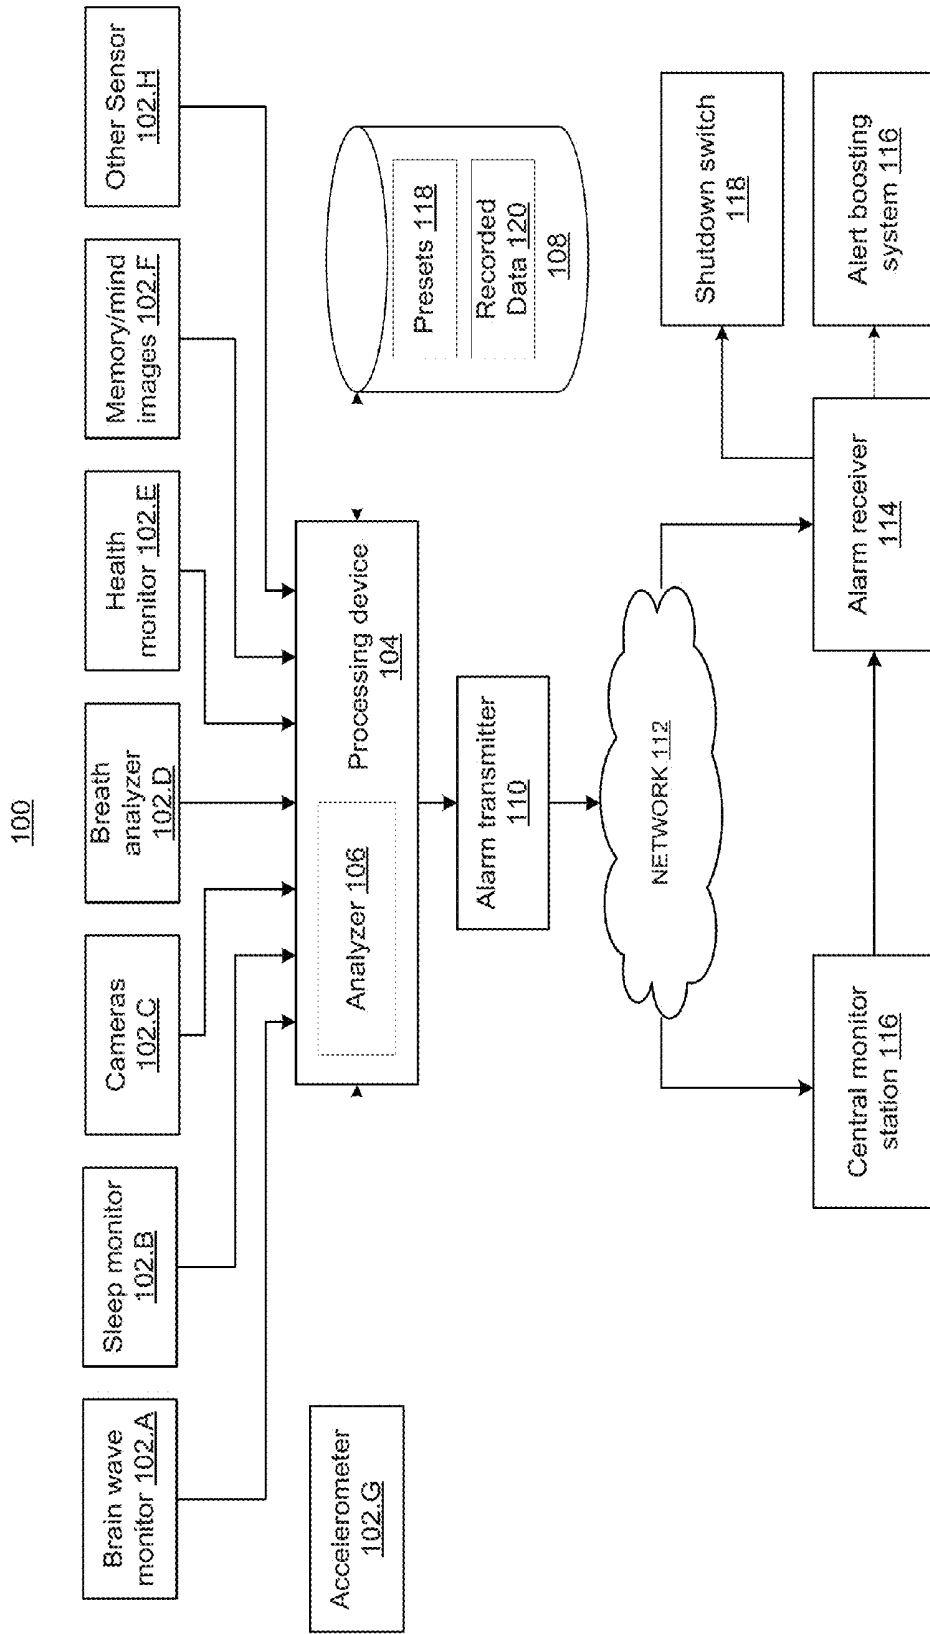 100
Brain wave
monitor 102.A
Sleep monitor
102.B
Cameras
102.C
Breath
analyzer
102.D
Health
monitor 102.E
Memory/mind
images 102.F
Other Sensor
102.H
Accelerometer
102.G
Analyzer 106
Processing device
104
Presets 118
Recorded
Data 120
108
Alarm transmitter
110
NETWORK 112
Central monitor
station 116
Alarm receiver
114
Shutdown switch
118
Alert boosting
system 116